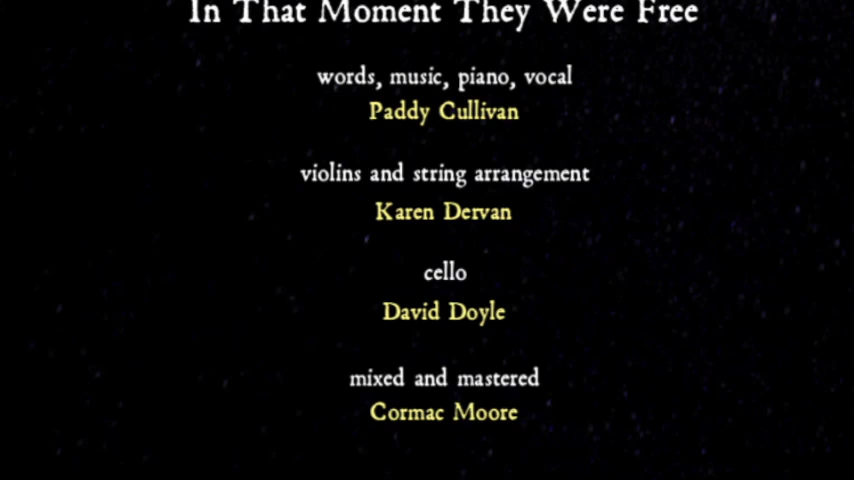 In That Moment They Were Free
words, music, piano, vocal
Paddy Cullivan
violins and string arrangement
Karen Dervan
cello
David Doyle
mixed and mastered
Cormac Moore